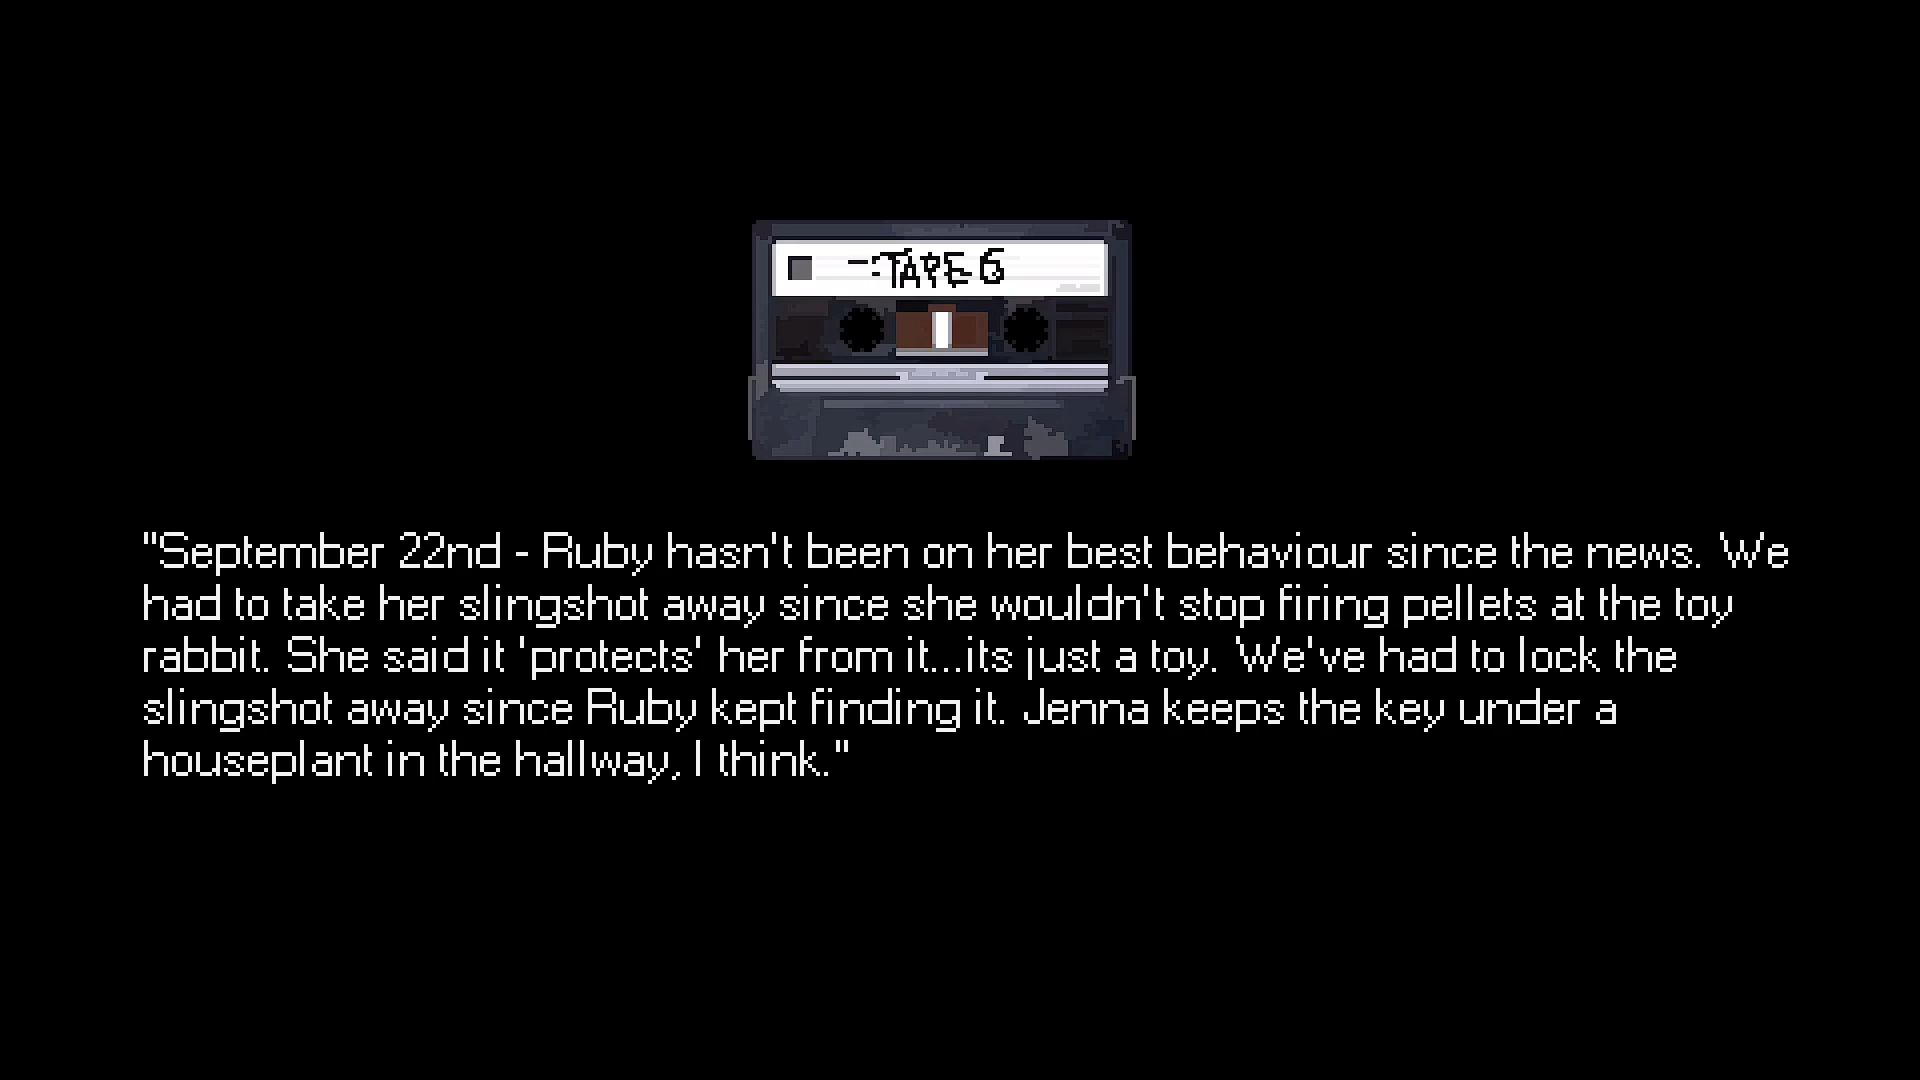 TAPE 6
"September 22nd - Ruby hasn't been on her best behaviour since the news. We
had to take her slingshot away since she wouldn't stop firing pellets at the toy
rabbit. She said it 'protects' her from it...its just a toy. We've had to lock the
slingshot away since Ruby kept finding it. Jenna keeps the key under a
houseplant in the hallway, I think."